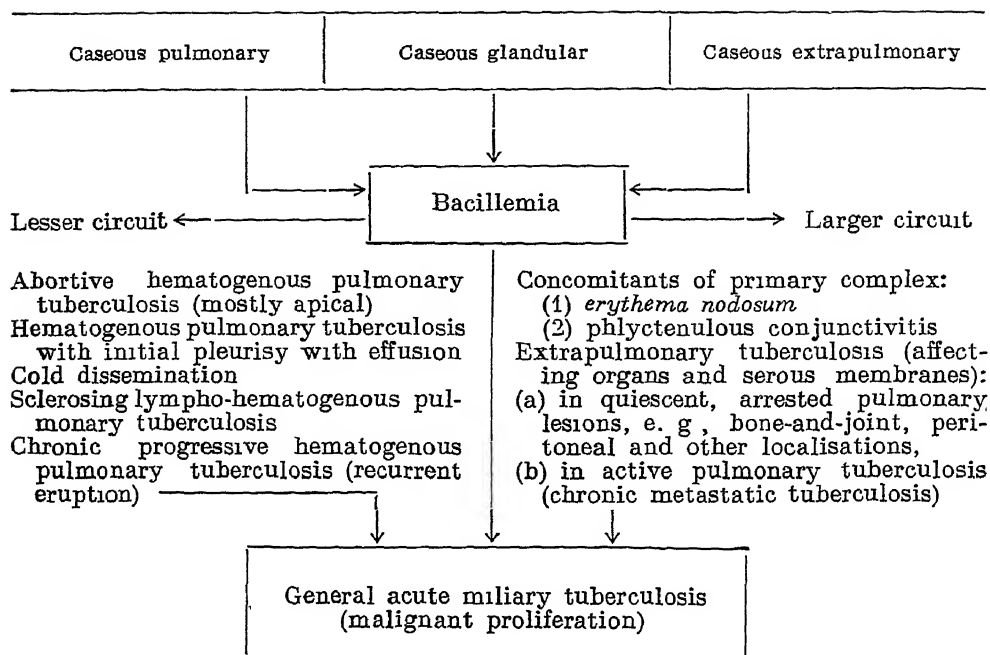 Caseous pulmonary
Caseous glandular
Caseous extrapulmonary
Bacillemia
Lesser circuit
Larger circuit
Abortive hematogenous pulmonary
tuberculosis (mostly apical)
Hematogenous pulmonary tuberculosis
with initial pleurisy with effusion
Cold dissemination
Sclerosing lympho-hematogenous pul-
monary tuberculosis
Chronic progressive hematogenous
pulmonary tuberculosis (recurrent
eruption)
Concomitants of primary complex:
(1) erythema nodosum
(2) phlyctenulous conjunctivitis
Extrapulmonary tuberculosis (affect-
ing organs and serous membranes):
(a) in quiescent, arrested pulmonary
lesions, e. g , bone-and-joint, peri-
toneal and other localisations,
(b) in active pulmonary tuberculosis
(chronic metastatic tuberculosis)
General acute miliary tuberculosis
(malignant proliferation)